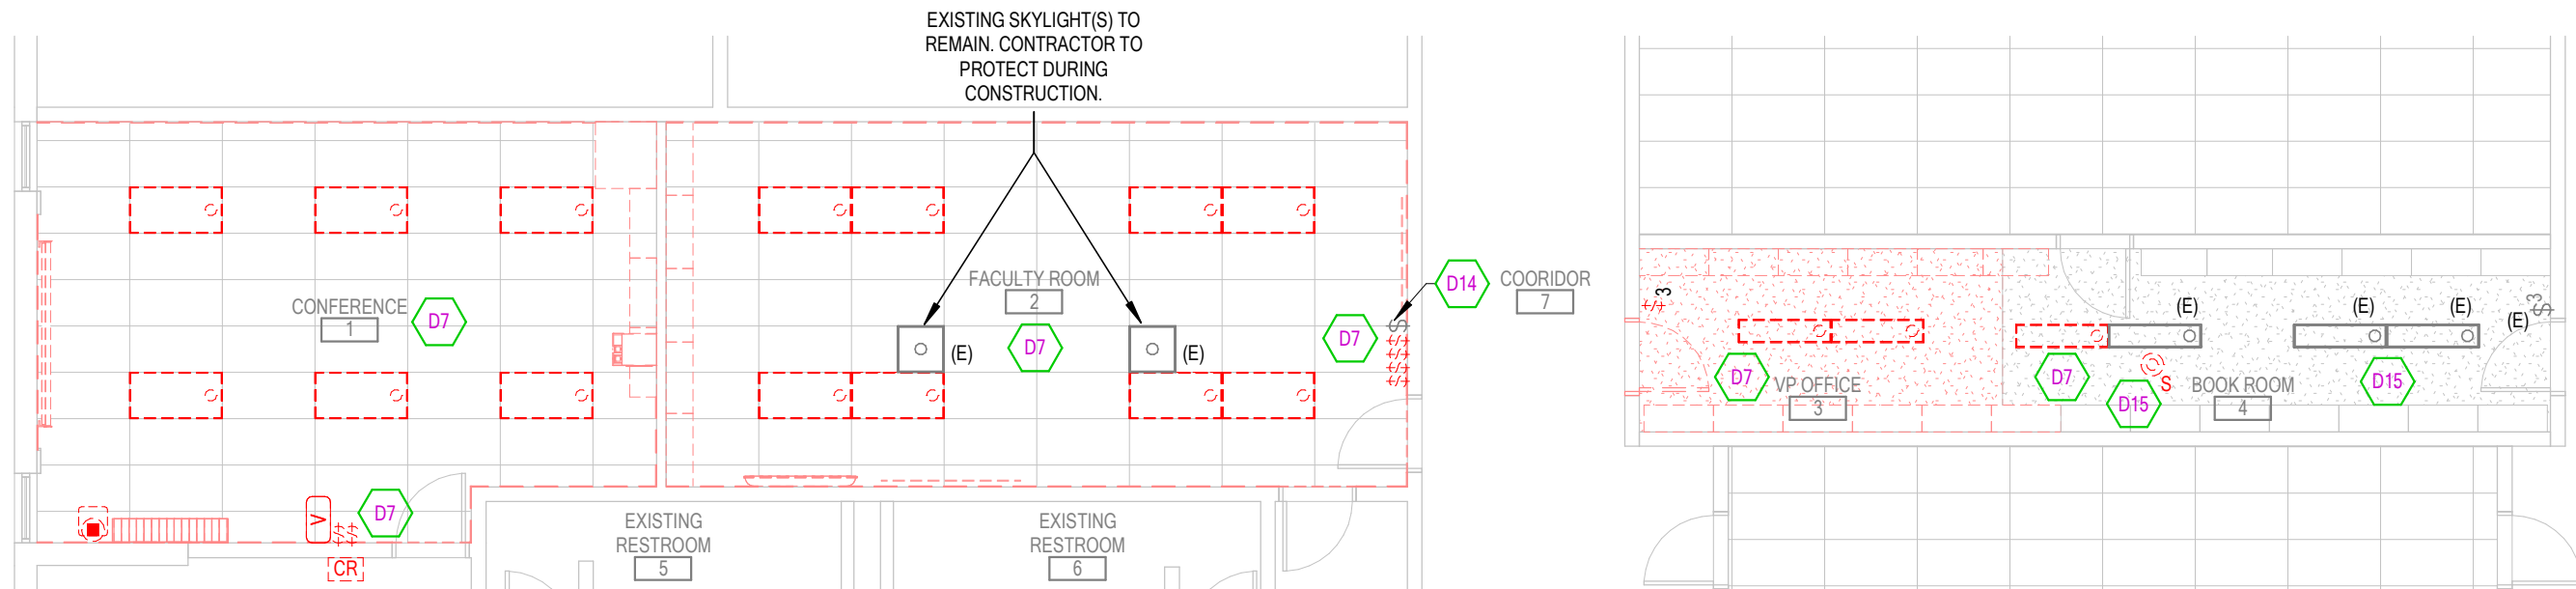 EXISTING SKYLIGHT(S) TO
REMAIN. CONTRACTOR TO
PROTECT DURING
CONSTRUCTION.
CONFERENCE
1
D7
FACULTY ROOM
2
D7
(E)
(E)
D7
S
D14
COORIDOR
7
V
D7
CR
EXISTING
RESTROOM
5
EXISTING
RESTROOM
6
3
D7
VP OFFICE
3
D7
S
D15
(E)
(E)
(E)
(E)
S3
BOOK ROOM
4
D15